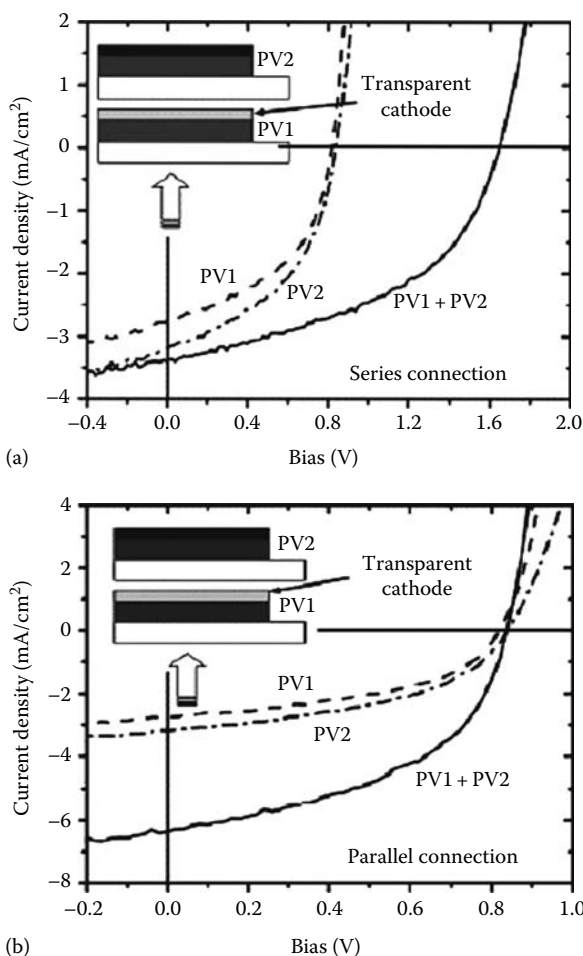 2
1
0
−1
−2
−3
−4
Current density (mA/cm²)
PV2
Transparent
cathode
PV1
PV1
PV2
PV1 + PV2
Series connection
−0.4
0.0
0.4
0.8
1.2
1.6
2.0
(a)
Bias (V)
4
2
0
−2
−4
−6
−8
Current density (mA/cm²)
PV2
Transparent
cathode
PV1
PV1
PV2
PV1 + PV2
Parallel connection
−0.2
0.0
0.2
0.4
0.6
0.8
1.0
(b)
Bias (V)